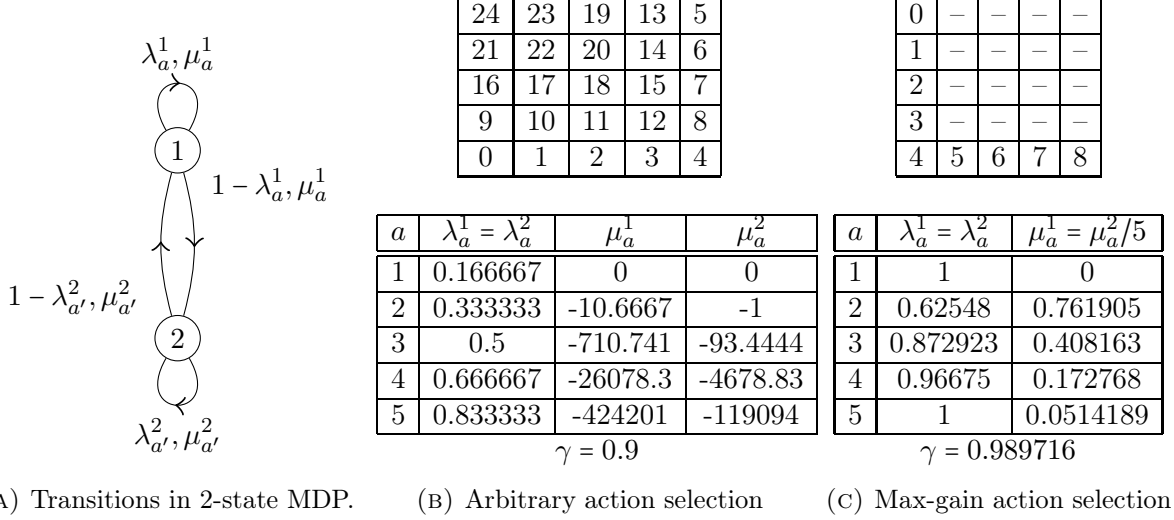 λ_a^1, μ_a^1
1
1 − λ_a^1, μ_a^1
1 − λ_{a′}^2, μ_{a′}^2
2
λ_{a′}^2, μ_{a′}^2
A) Transitions in 2-state MDP.
24 23 19 13 5
21 22 20 14 6
16 17 18 15 7
9 10 11 12 8
0 1 2 3 4
a λ_a^1 = λ_a^2 μ_a^1 μ_a^2
1 0.166667 0 0
2 0.333333 -10.6667 -1
3 0.5 -710.741 -93.4444
4 0.666667 -26078.3 -4678.83
5 0.833333 -424201 -119094
γ = 0.9
(B) Arbitrary action selection
0 – – – –
1 – – – –
2 – – – –
3 – – – –
4 5 6 7 8
a λ_a^1 = λ_a^2 μ_a^1 = μ_a^2/5
1 1 0
2 0.62548 0.761905
3 0.872923 0.408163
4 0.96675 0.172768
5 1 0.0514189
γ = 0.989716
(C) Max-gain action selection